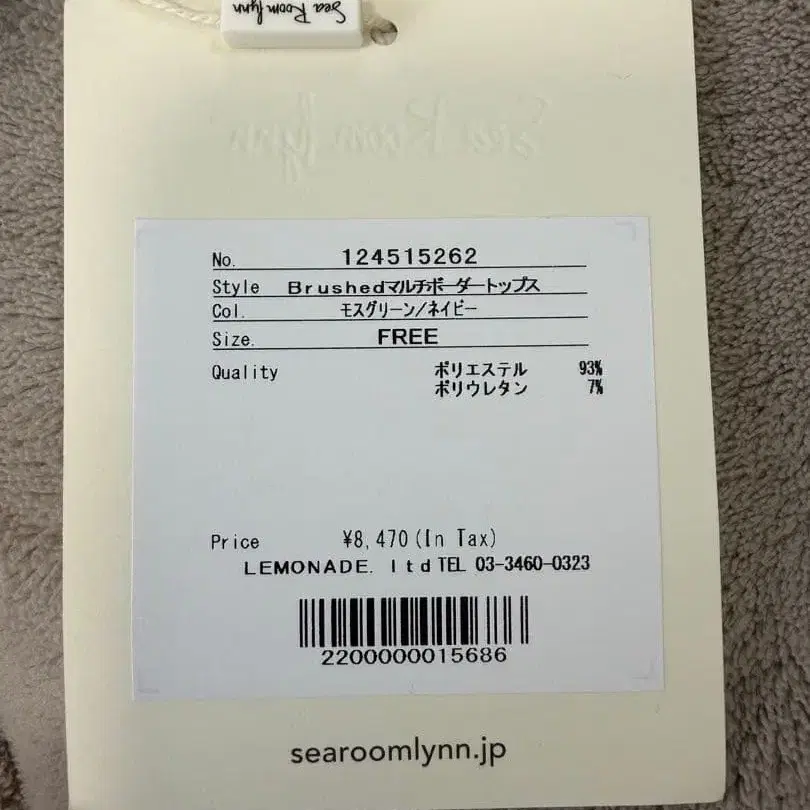 Sea Room lynn
Sea Room lynn
No. 124515262
Style Brushedマルチボーダートップス
Col. モスグリーン/ネイビー
Size. FREE
Quality ポリエステル 93%
ポリウレタン 7%
Price ¥8,470(In Tax)
LEMONADE. ltd TEL 03-3460-0323
2200000015686
searoomlynn.jp